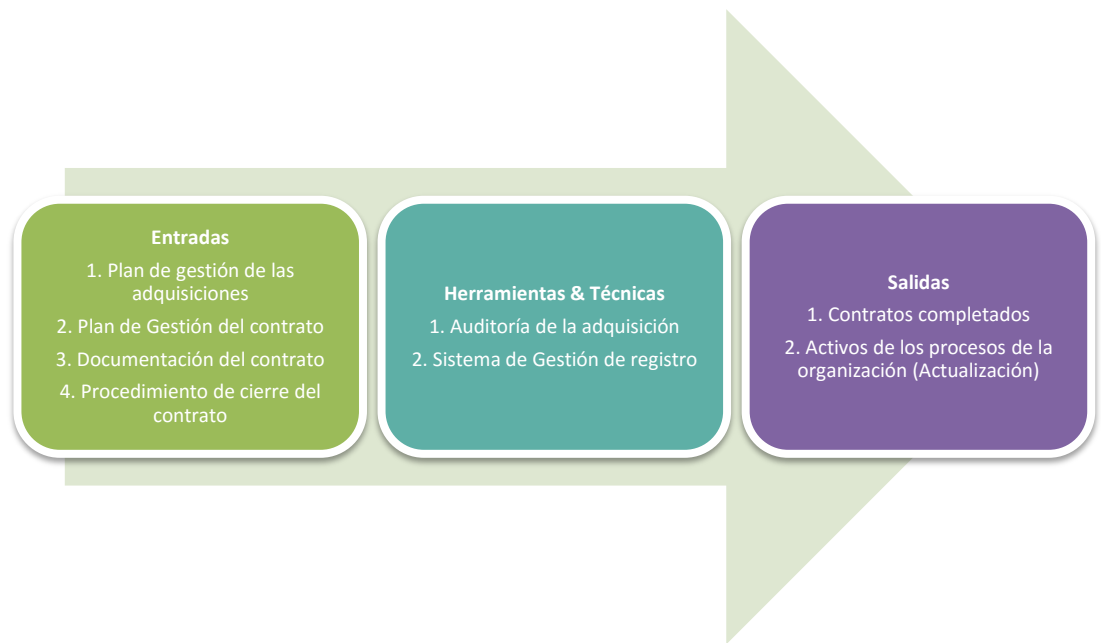 Entradas
1. Plan de gestión de las
adquisiciones
2. Plan de Gestión del contrato
3. Documentación del contrato
4. Procedimiento de cierre del
contrato
Herramientas & Técnicas
1. Auditoría de la adquisición
2. Sistema de Gestión de registro
Salidas
1. Contratos completados
2. Activos de los procesos de la
organización (Actualización)